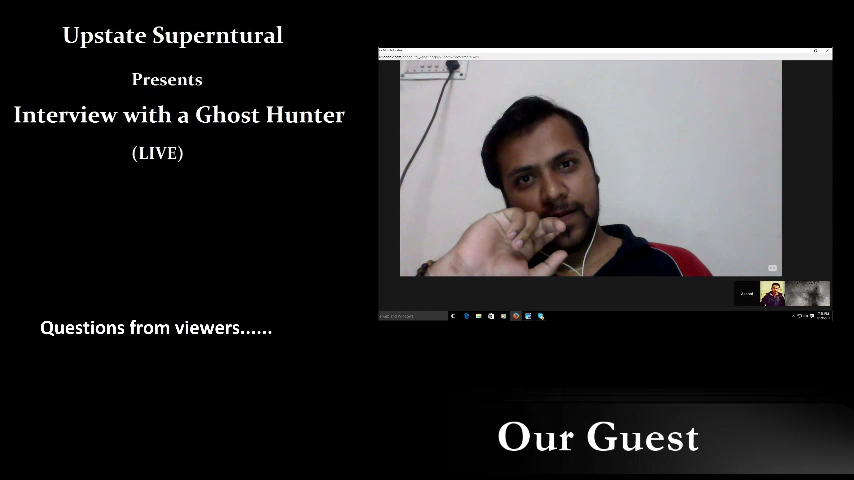 Upstate Superntural
Presents
Interview with a Ghost Hunter
(LIVE)
Questions from viewers......
Our Guest